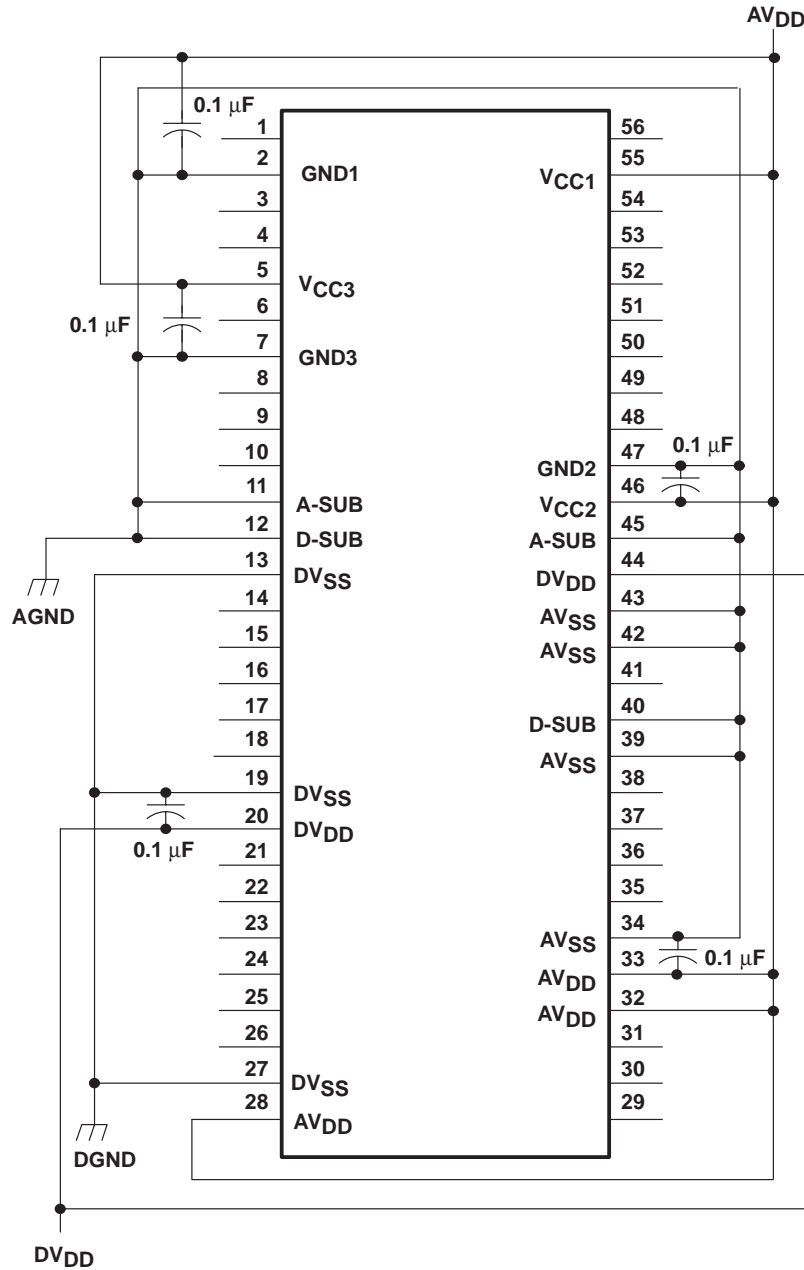 AVDD
0.1 μF
1
56
2
55
GND1
VCC1
3
54
4
53
5
52
VCC3
6
51
0.1 μF
7
50
GND3
8
49
9
48
10
47
0.1 μF
GND2
11
46
A-SUB
VCC2
12
45
D-SUB
A-SUB
13
44
DVSS
DVDD
AGND
14
43
AVSS
15
42
AVSS
16
41
17
40
D-SUB
18
39
AVSS
19
38
DVSS
20
37
DVDD
0.1 μF
21
36
22
35
23
34
AVSS
24
33
0.1 μF
AVDD
25
32
AVDD
26
31
27
30
DVSS
28
29
AVDD
DGND
DVDD